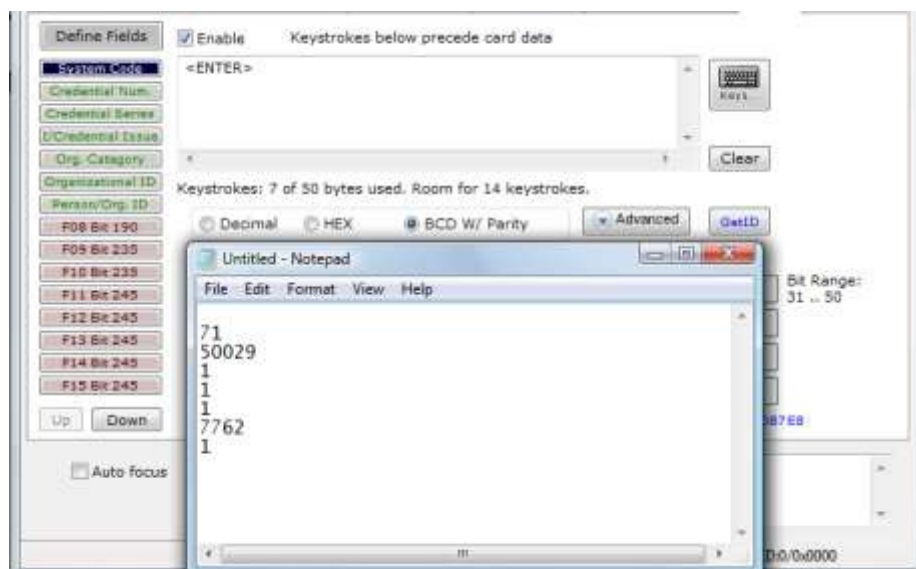 Define Fields
Enable
Keystrokes below precede card data
System Code
<ENTER>
Credential Num.
Keys
Credential Series
Credential Issue
Org. Category
Clear
Organizational ID
Keystrokes: 7 of 50 bytes used. Room for 14 keystrokes.
Person/Org. ID
F08 Bit 190
Decimal
HEX
BCD W/ Parity
Advanced
GetID
F09 Bit 235
Untitled - Notepad
F10 Bit 239
File Edit Format View Help
Bit Range:
31 .. 50
F11 Bit 245
F12 Bit 245
F13 Bit 245
F14 Bit 245
F15 Bit 245
71
50029
1
1
1
7762
1
Up
Down
87E8
Auto focus
D:0/0x0000